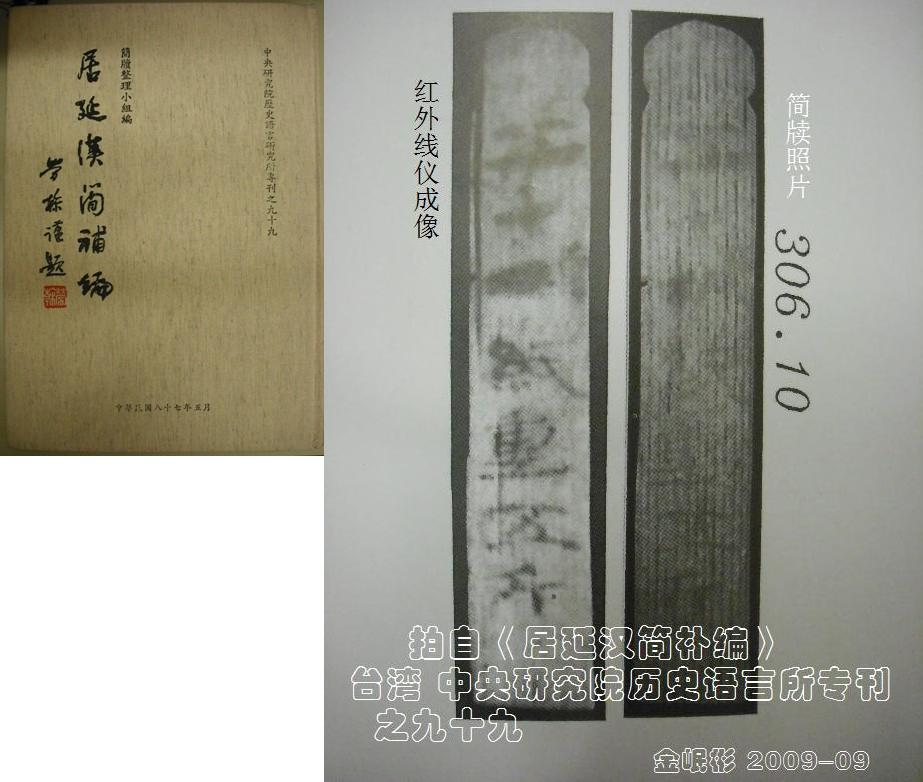 中央研究院歷史語言研究所專刊之九十九
簡牘整理小組編
居延漢簡補編
勞榦謹題
中華民國八十七年五月
简牍照片
306.10
红外线仪成像
拍自《居延汉简补编》
台湾 中央研究院历史语言所专刊
之九十九
金岷彬 2009-09